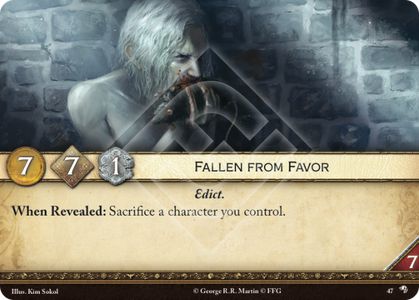 7 7 1 FALLEN FROM FAVOR
Edict.
When Revealed: Sacrifice a character you control.
7
Illus. Kim Sokol © George R.R. Martin © FFG 47